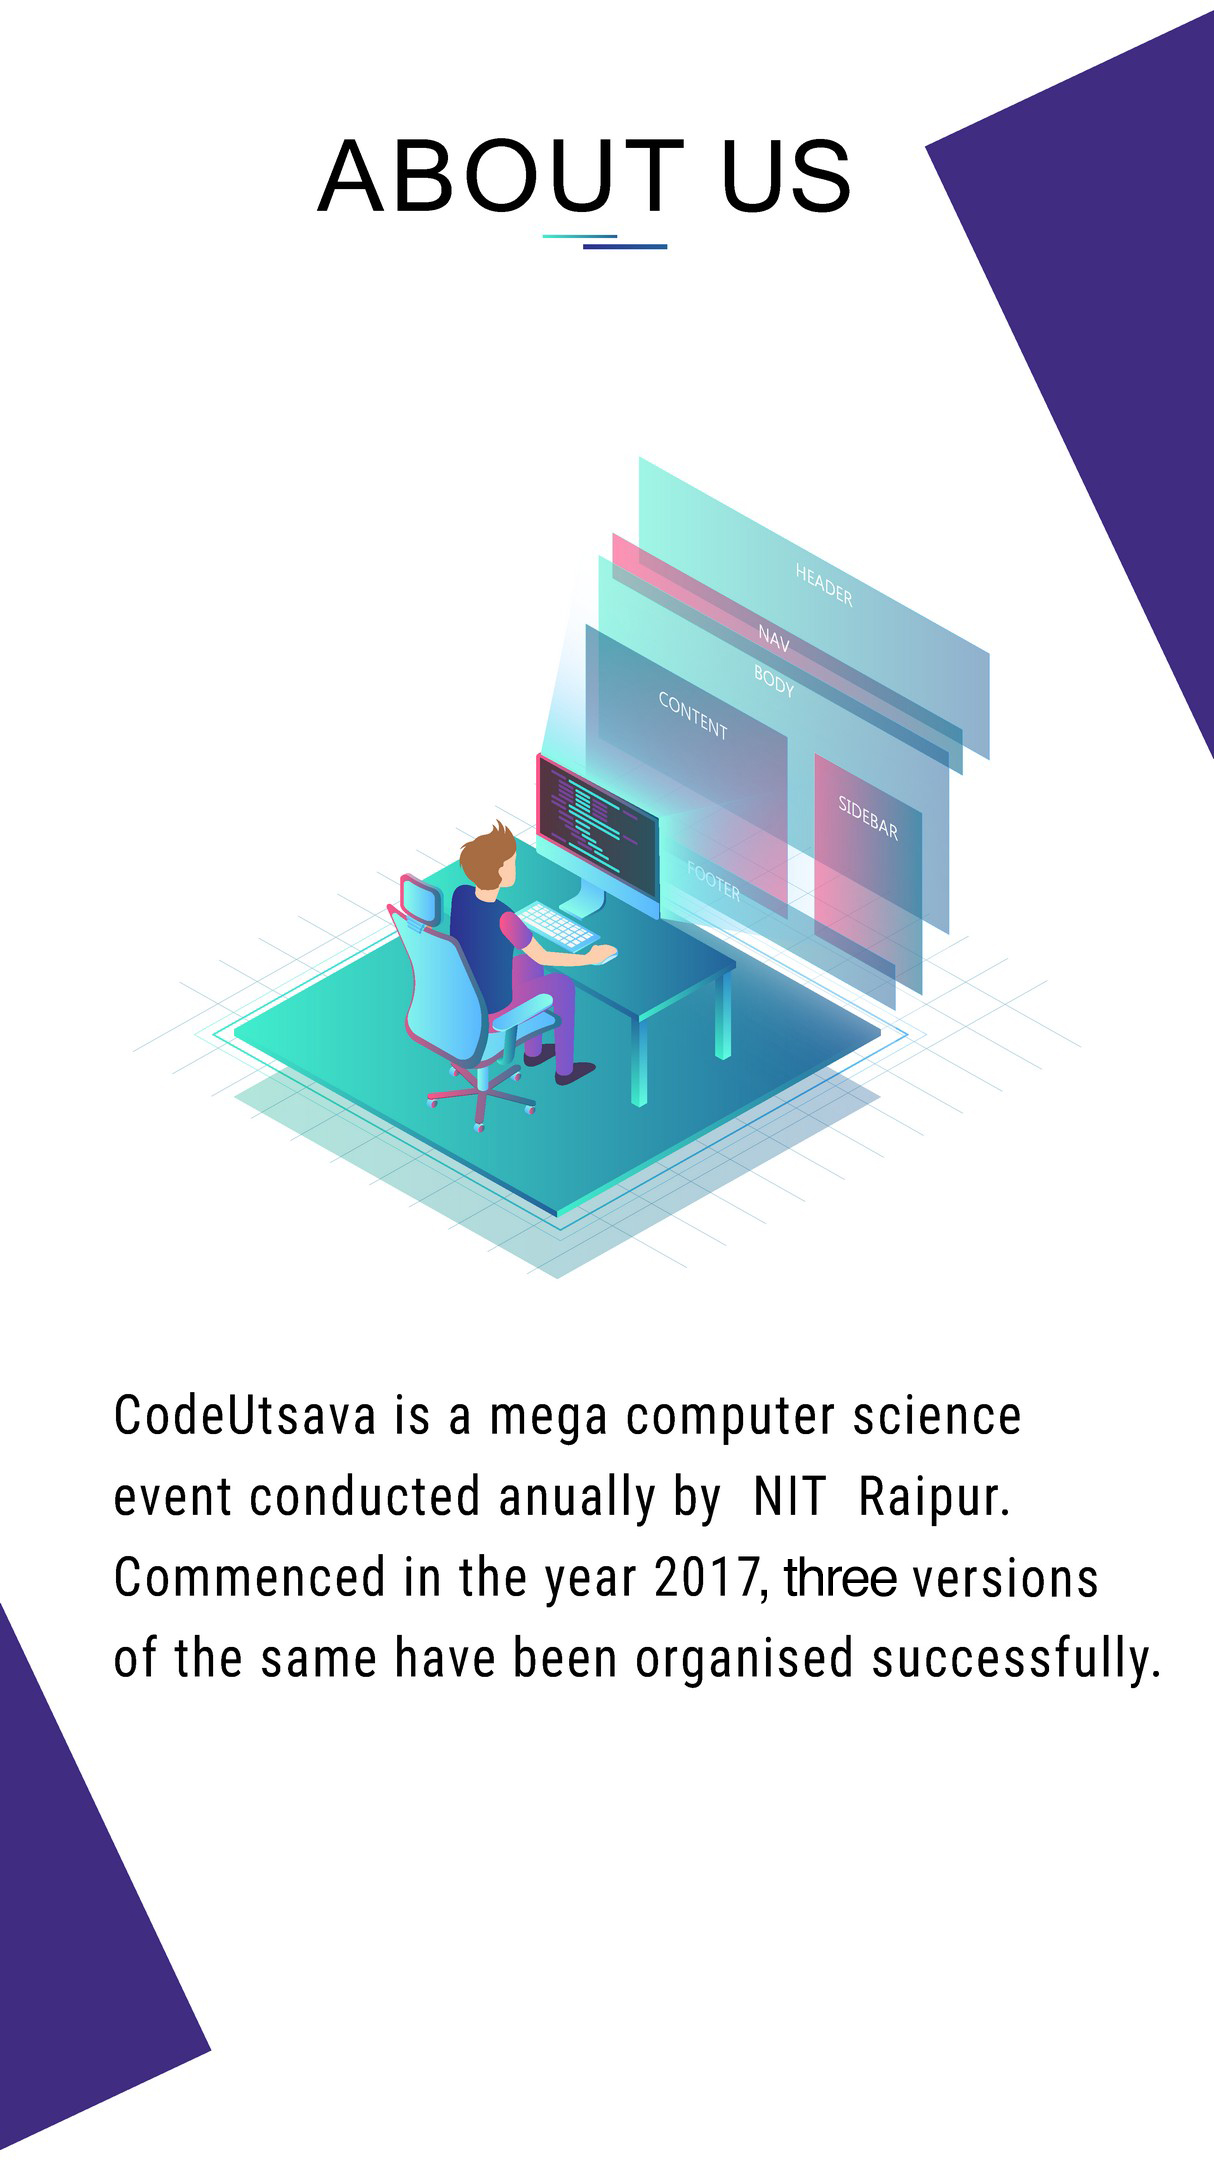 ABOUT US
HEADER
NAV
BODY
CONTENT
SIDEBAR
FOOTER
CodeUtsava is a mega computer science
event conducted anually by NIT Raipur.
Commenced in the year 2017, three versions
of the same have been organised successfully.